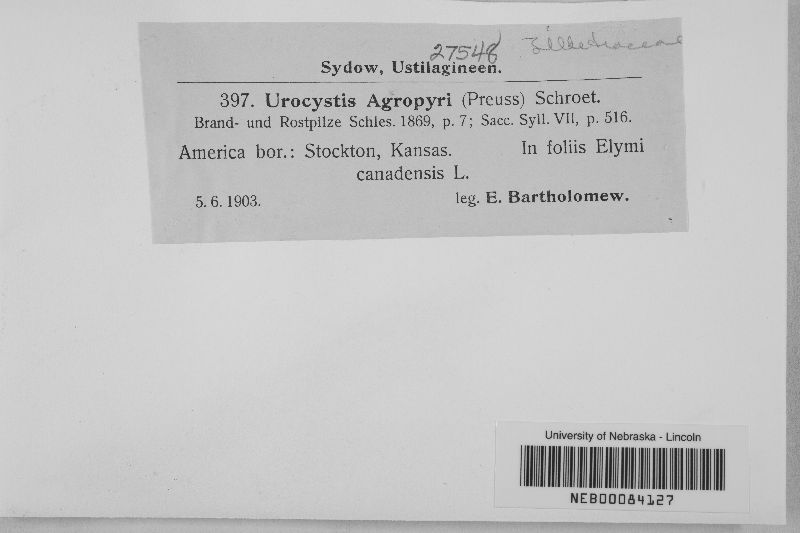 27548 Tilletiaceae
Sydow, Ustilagineen.
397. Urocystis Agropyri (Preuss) Schroet.
Brand- und Rostpilze Schles. 1869, p. 7; Sacc. Syll. VII, p. 516.
America bor.: Stockton, Kansas. In foliis Elymi
canadensis L.
5. 6. 1903. leg. E. Bartholomew.
University of Nebraska - Lincoln
NEB00084127